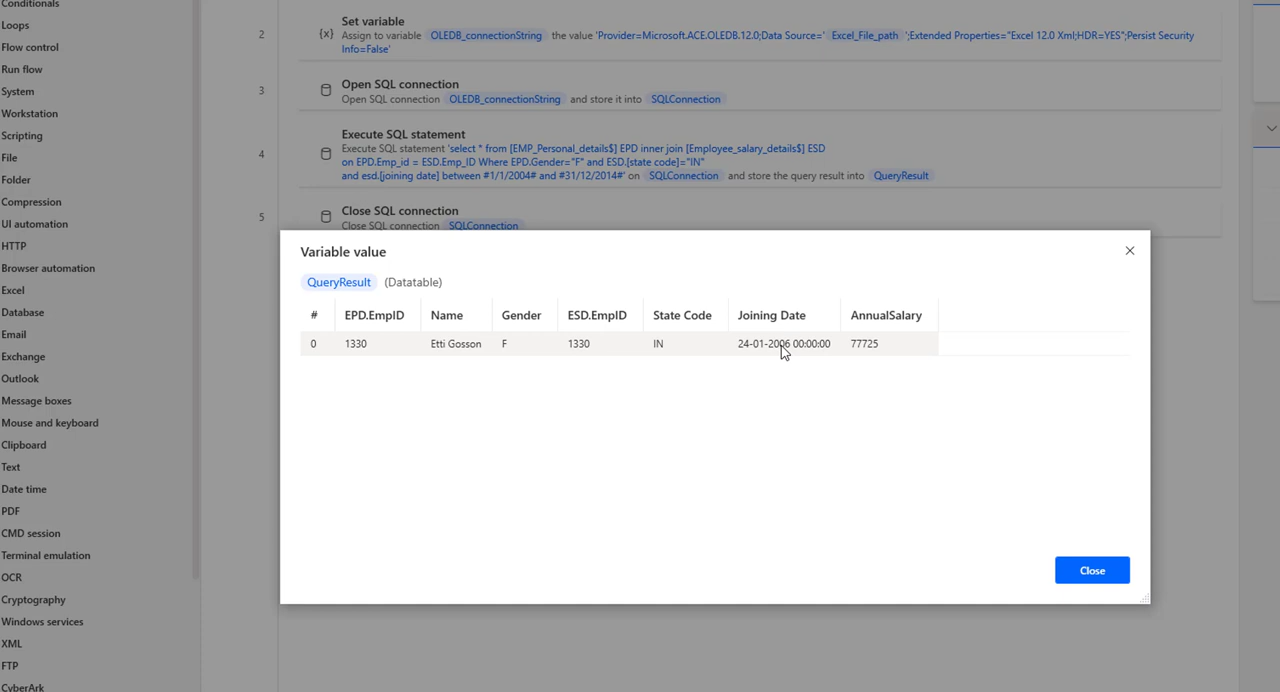 Conditionals
Loops
Flow control
Run flow
System
Workstation
Scripting
File
Folder
Compression
UI automation
HTTP
Browser automation
Excel
Database
Email
Exchange
Outlook
Message boxes
Mouse and keyboard
Clipboard
Text
Date time
PDF
CMD session
Terminal emulation
OCR
Cryptography
Windows services
XML
FTP
CyberArk
2
{x}
Set variable
Assign to variable OLEDB_connectionString the value 'Provider=Microsoft.ACE.OLEDB.12.0;Data Source=' Excel_File_path ';Extended Properties="Excel 12.0 Xml;HDR=YES";Persist Security
Info=False'
3
Open SQL connection
Open SQL connection OLEDB_connectionString and store it into SQLConnection
4
Execute SQL statement
Execute SQL statement 'select * from [EMP_Personal_details$] EPD inner join [Employee_salary_details$] ESD
on EPD.Emp_id = ESD.Emp_ID Where EPD.Gender="F" and ESD.[state code]="IN"
and esd.[joining date] between #1/1/2004# and #31/12/2014#' on SQLConnection and store the query result into QueryResult
5
Close SQL connection
Close SQL connection SQLConnection
Variable value
QueryResult (Datatable)
# EPD.EmpID Name Gender ESD.EmpID State Code Joining Date AnnualSalary
0 1330 Etti Gosson F 1330 IN 24-01-2006 00:00:00 77725
Close